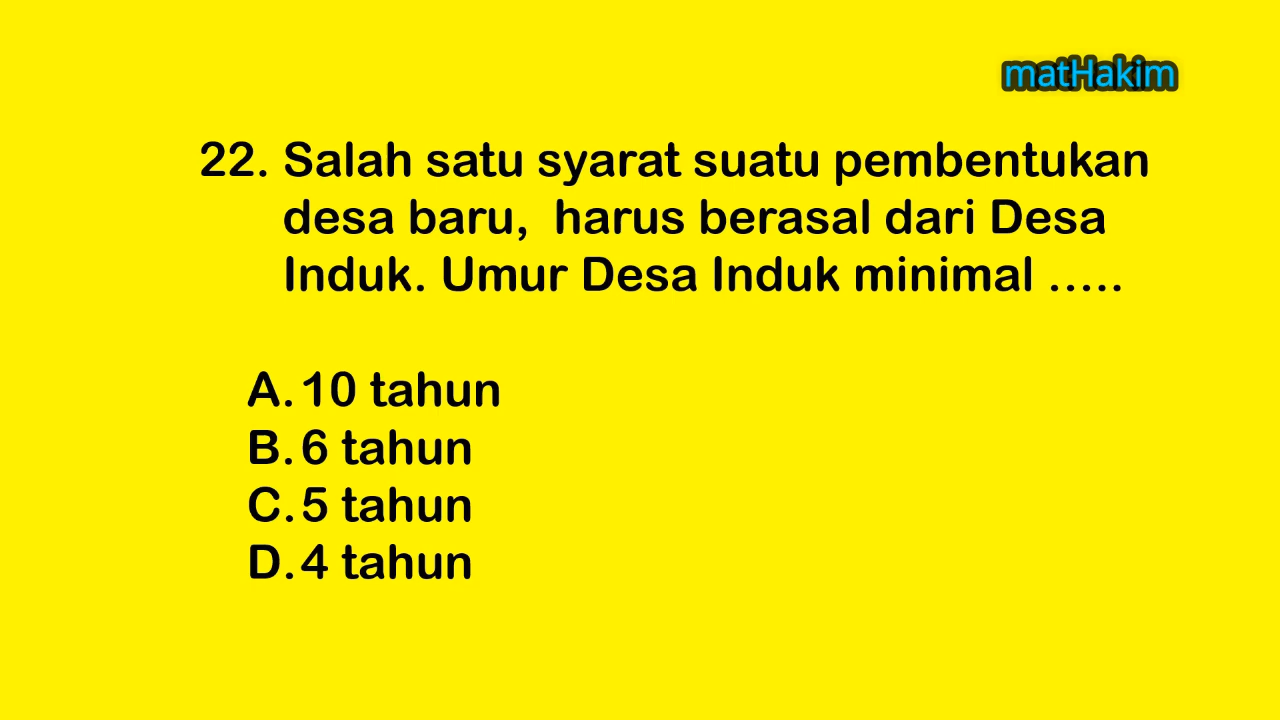 matHakim
22. Salah satu syarat suatu pembentukan
desa baru, harus berasal dari Desa
Induk. Umur Desa Induk minimal .....
A. 10 tahun
B. 6 tahun
C. 5 tahun
D. 4 tahun